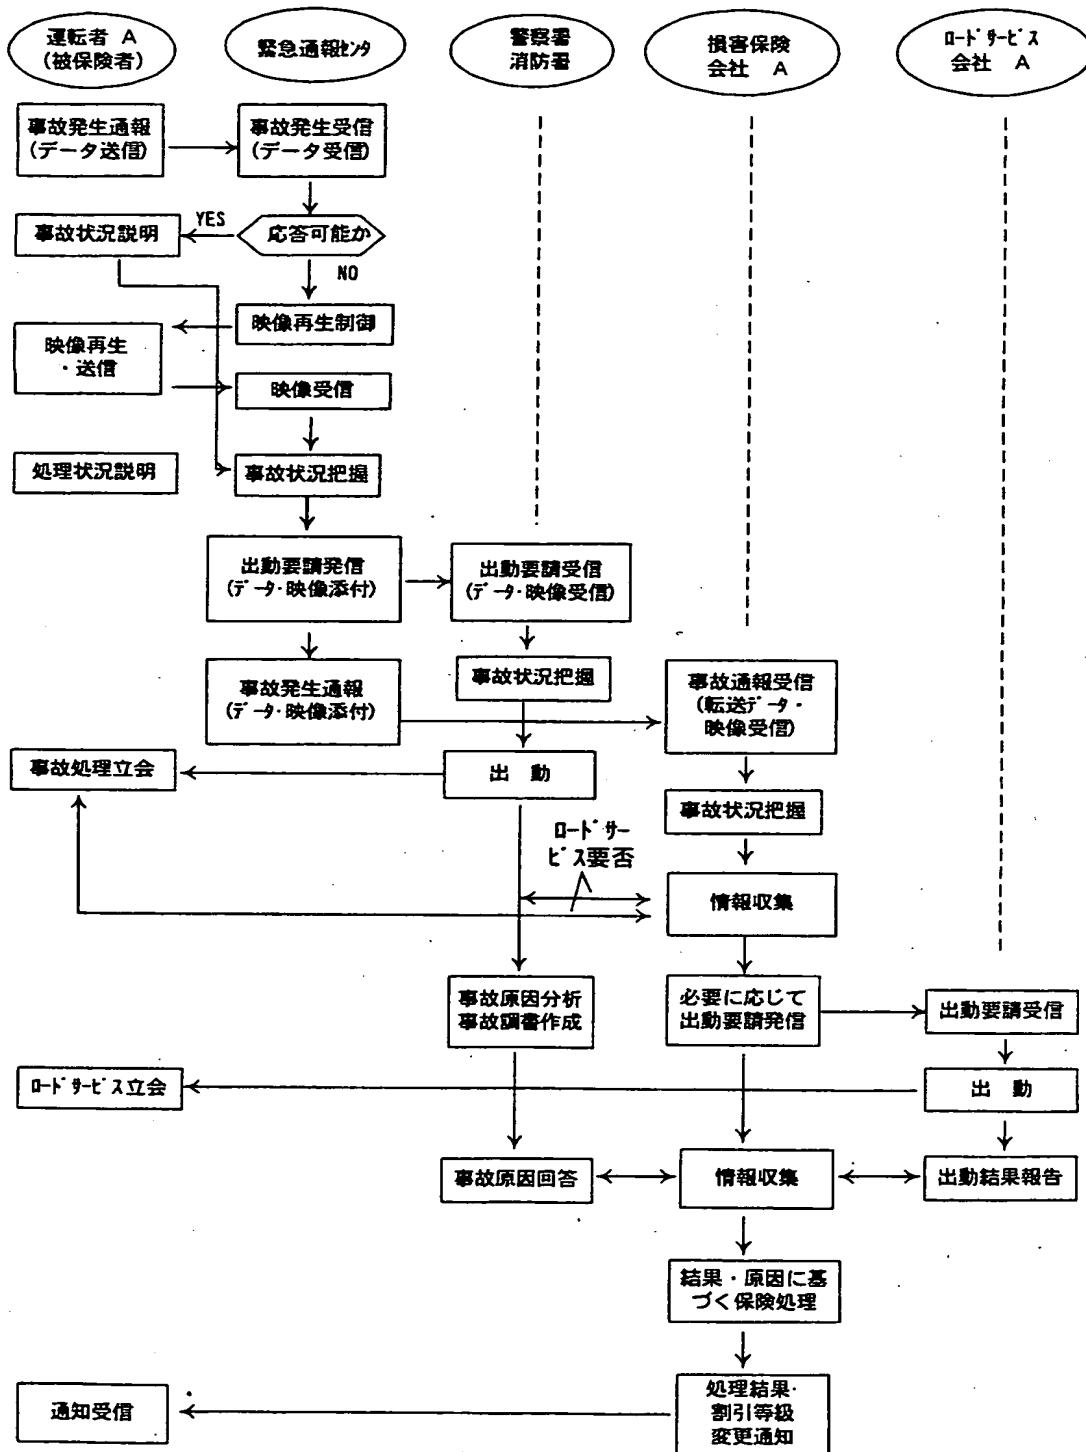 運転者 A
(被保険者)
緊急通報センタ
警察署
消防署
損害保険
会社 A
ロードサービス
会社 A
事故発生通報
(データ送信)
事故発生受信
(データ受信)
事故状況説明
YES
応答可能か
NO
映像再生制御
映像再生
・送信
映像受信
処理状況説明
事故状況把握
出動要請発信
(データ・映像添付)
出動要請受信
(データ・映像受信)
事故発生通報
(データ・映像添付)
事故状況把握
事故通報受信
(転送データ・
映像受信)
事故処理立会
出 動
事故状況把握
ロードサー
ビス要否
情報収集
事故原因分析
事故調書作成
必要に応じて
出動要請発信
出動要請受信
ロードサービス立会
出 動
事故原因回答
情報収集
出動結果報告
結果・原因に基
づく保険処理
通知受信
処理結果・
割引等級
変更通知